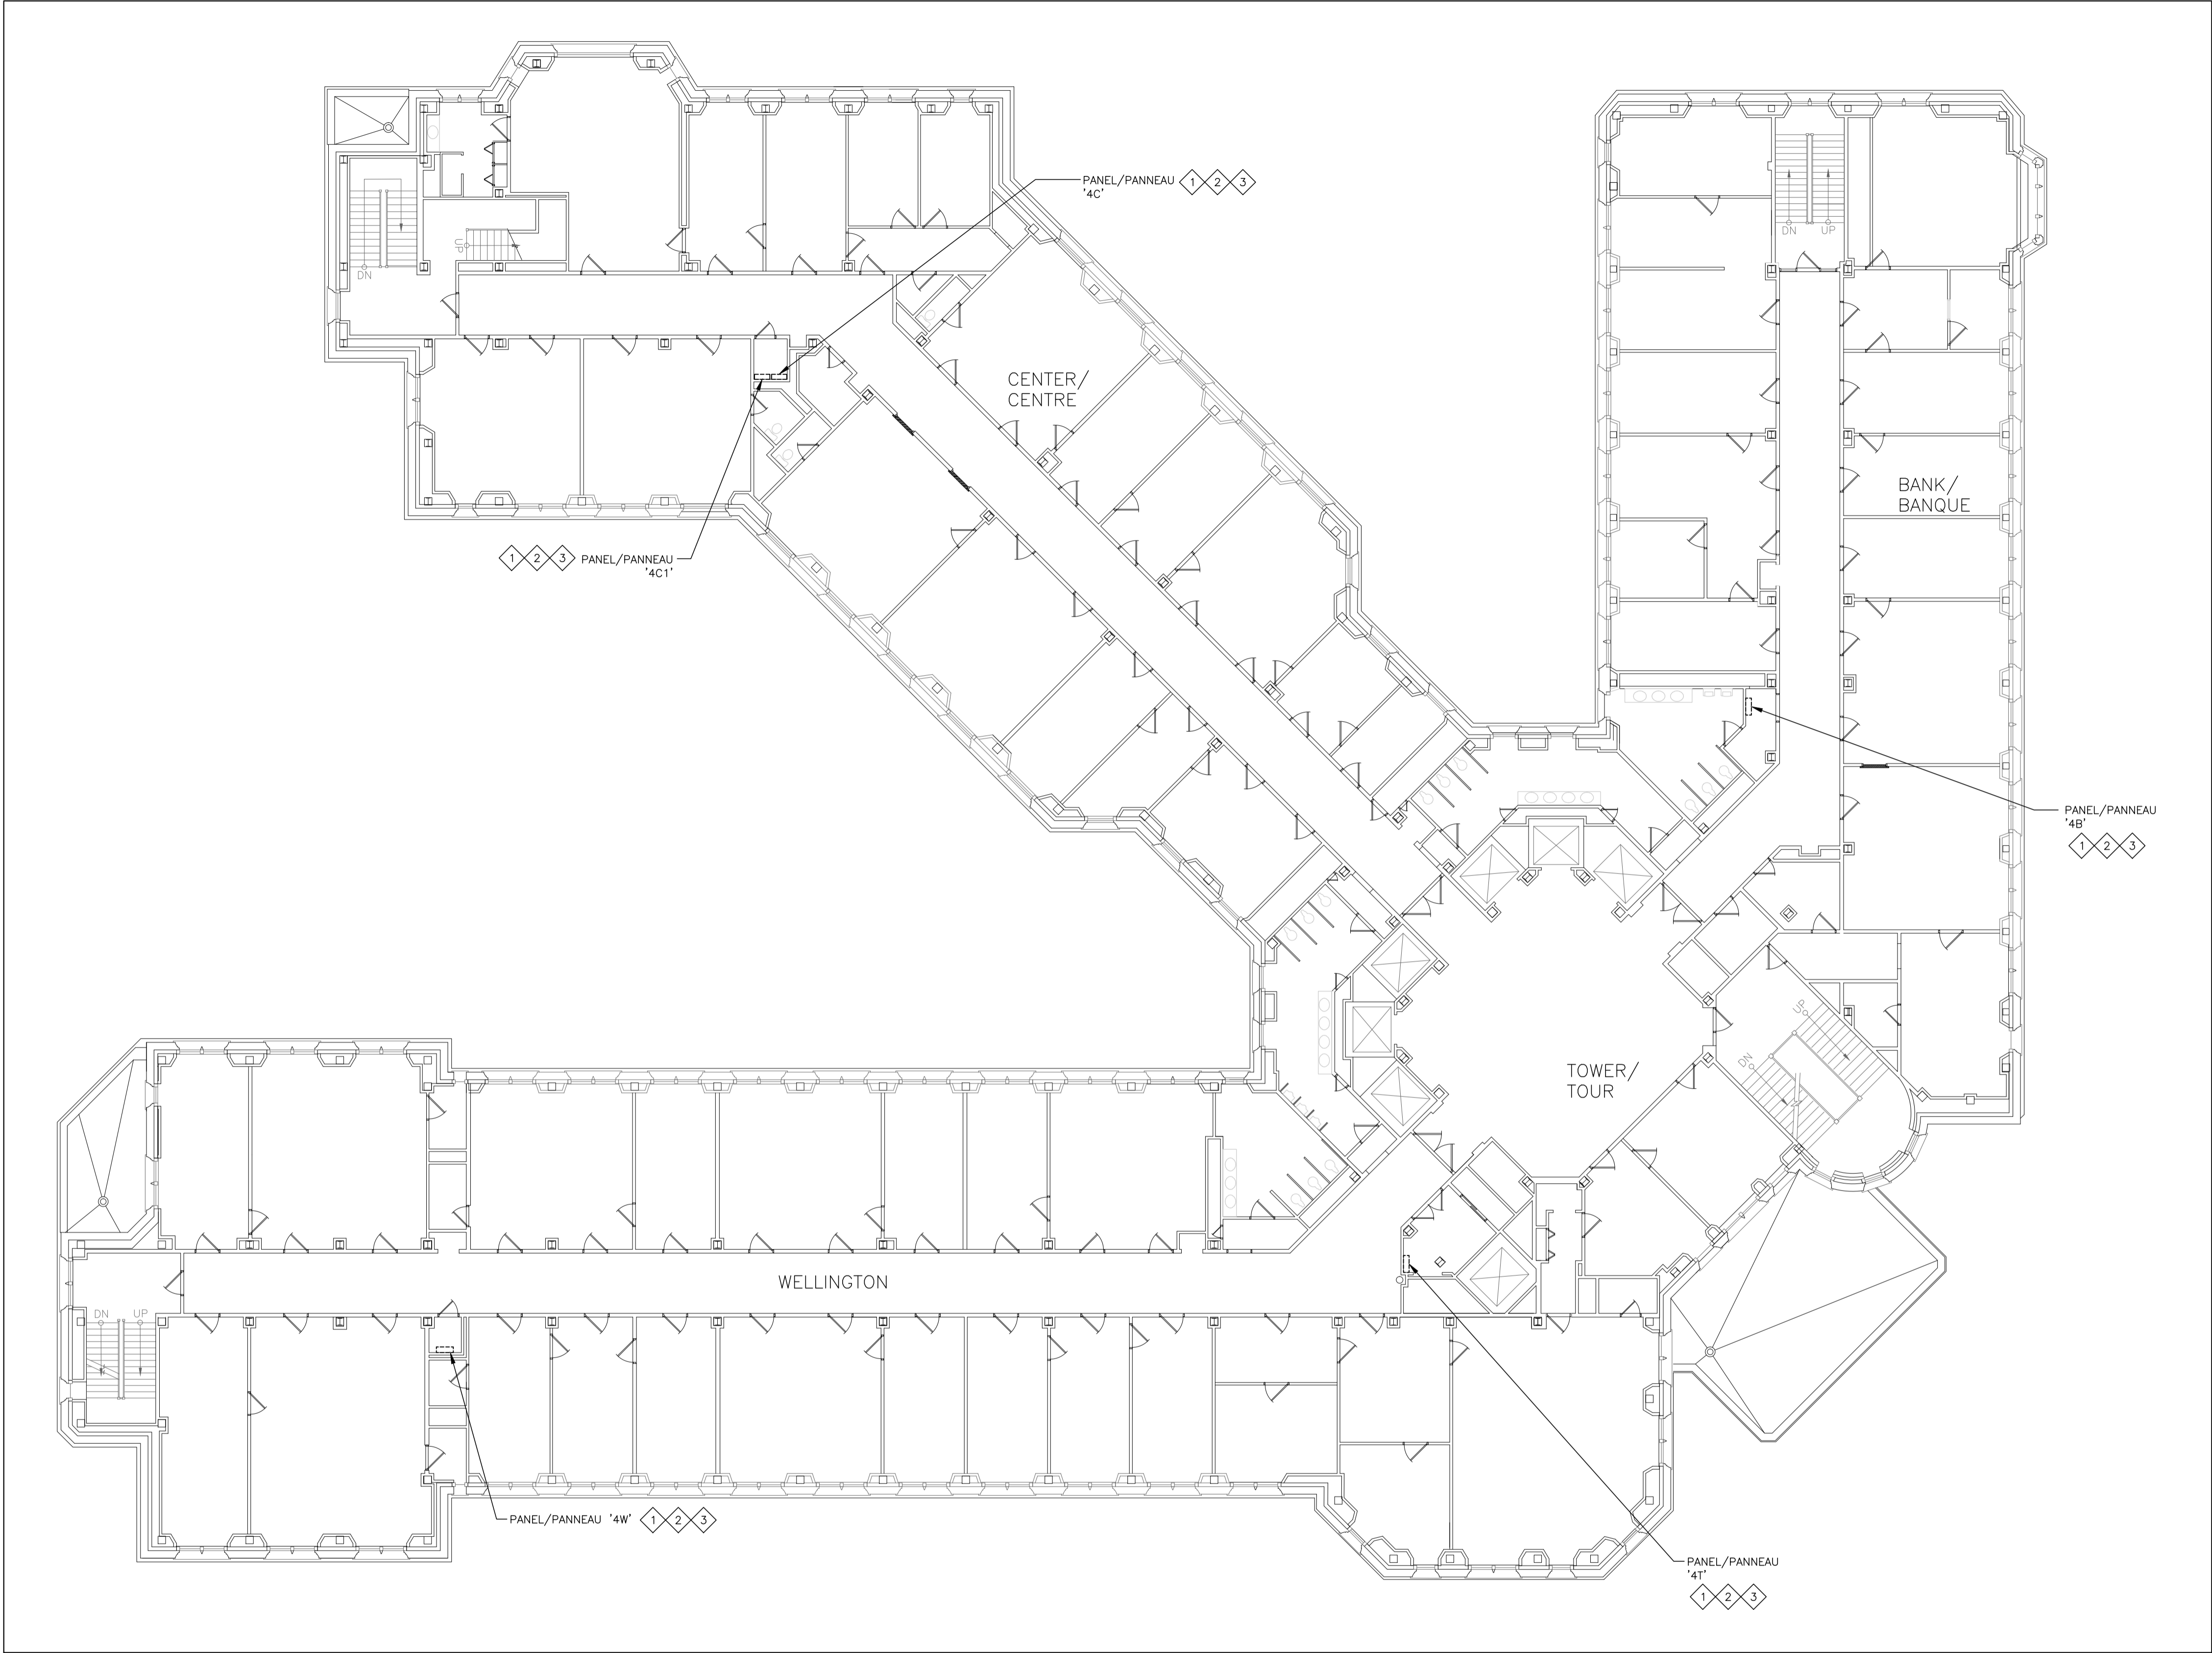 PANEL/PANNEAU 1 2 3
'4C'
DN UP
UP
DN
CENTER/
CENTRE
BANK/
BANQUE
1 2 3 PANEL/PANNEAU
'4C1'
PANEL/PANNEAU
'4B'
1 2 3
UP
DN
TOWER/
TOUR
WELLINGTON
DN UP
PANEL/PANNEAU '4W' 1 2 3
PANEL/PANNEAU
'4T'
1 2 3